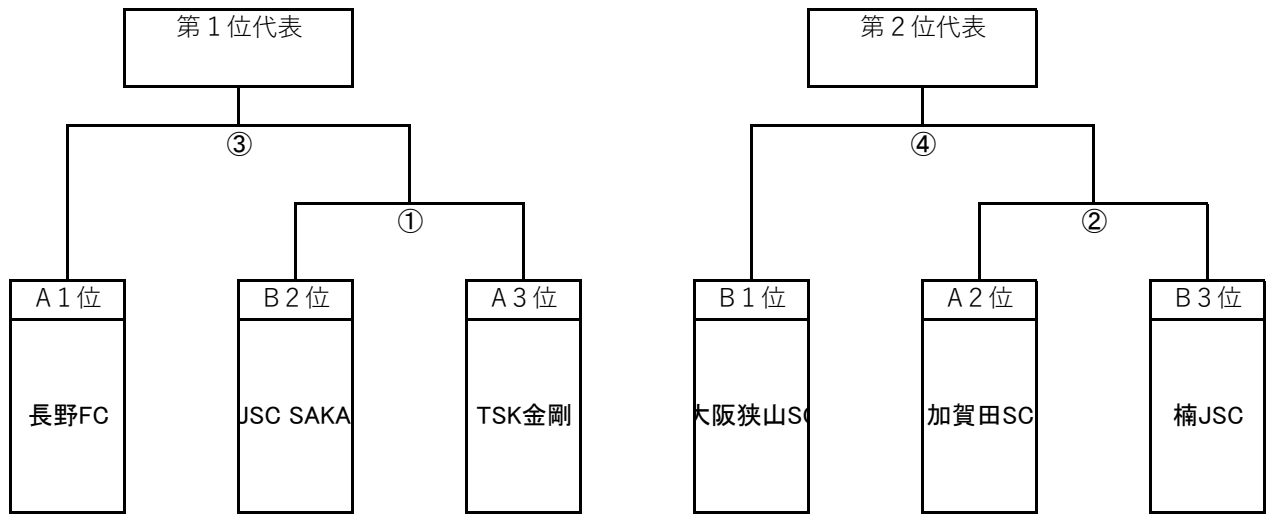 第１位代表
第２位代表
③
④
①
②
A１位
B２位
A３位
B１位
A２位
B３位
長野FC
JSC SAKA
TSK金剛
大阪狭山SC
加賀田SC
楠JSC